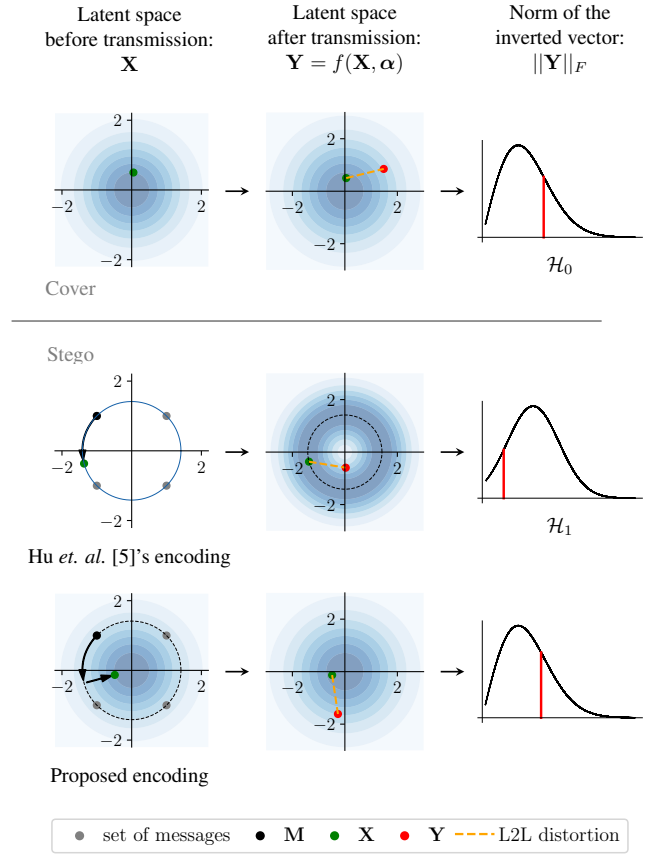 Latent space
before transmission:
X
Latent space
after transmission:
Y = f(X, α)
Norm of the
inverted vector:
||Y||_F
2
−2 2
−2
2
−2 2
−2
H₀
Cover
Stego
2
−2 2
−2
2
−2 2
−2
H₁
Hu et. al. [5]'s encoding
2
−2 2
−2
2
−2 2
−2
Proposed encoding
set of messages M X Y L2L distortion